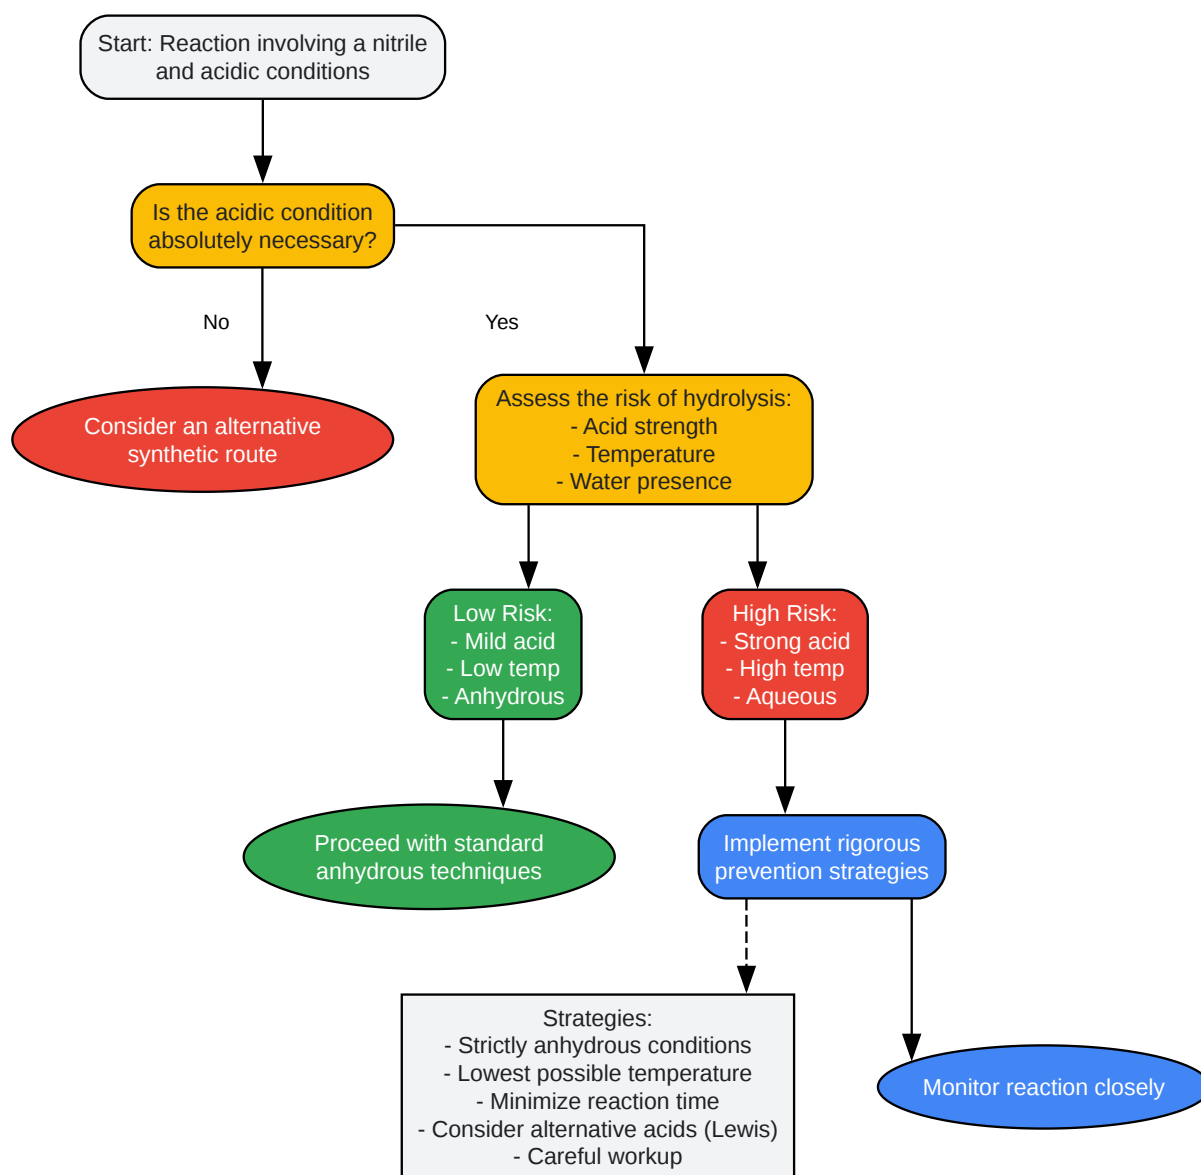 Start: Reaction involving a nitrile
and acidic conditions
Is the acidic condition
absolutely necessary?
No
Yes
Consider an alternative
synthetic route
Assess the risk of hydrolysis:
- Acid strength
- Temperature
- Water presence
Low Risk:
- Mild acid
- Low temp
- Anhydrous
High Risk:
- Strong acid
- High temp
- Aqueous
Proceed with standard
anhydrous techniques
Implement rigorous
prevention strategies
Strategies:
- Strictly anhydrous conditions
- Lowest possible temperature
- Minimize reaction time
- Consider alternative acids (Lewis)
- Careful workup
Monitor reaction closely